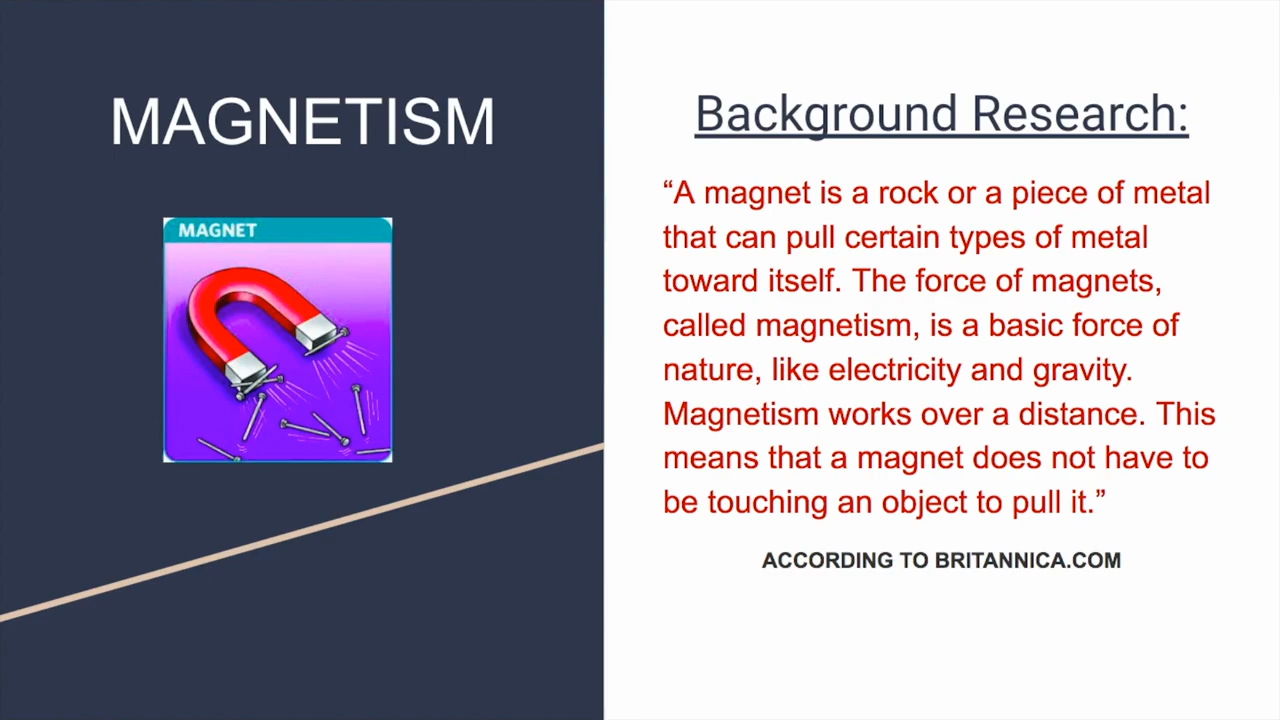 MAGNETISM
MAGNET
Background Research:
“A magnet is a rock or a piece of metal
that can pull certain types of metal
toward itself. The force of magnets,
called magnetism, is a basic force of
nature, like electricity and gravity.
Magnetism works over a distance. This
means that a magnet does not have to
be touching an object to pull it.”
ACCORDING TO BRITANNICA.COM